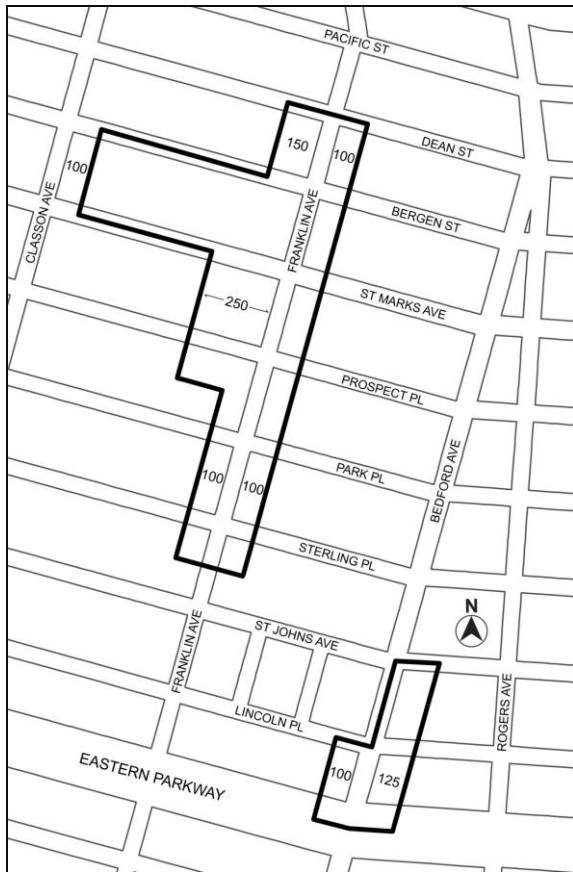 PACIFIC ST
DEAN ST
150
100
100
BERGEN ST
CLASSON AVE
FRANKLIN AVE
250
ST MARKS AVE
PROSPECT PL
PARK PL
BEDFORD AVE
100
100
STERLING PL
N
ST JOHNS AVE
FRANKLIN AVE
ROGERS AVE
LINCOLN PL
EASTERN PARKWAY
100
125